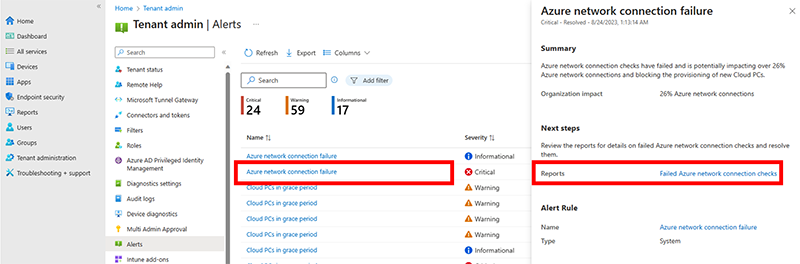 Home
Dashboard
All services
Devices
Apps
Endpoint security
Reports
Users
Groups
Tenant administration
Troubleshooting + support
Home > Tenant admin
Tenant admin | Alerts
Search
Tenant status
Remote Help
Microsoft Tunnel Gateway
Connectors and tokens
Filters
Roles
Azure AD Privileged Identity
Management
Diagnostics settings
Audit logs
Device diagnostics
Multi Admin Approval
Alerts
Intune add-ons
Refresh
Export
Columns
Search
Add filter
Critical
24
Warning
59
Informational
17
Name
Severity
Azure network connection failure
Informational
Azure network connection failure
Critical
Cloud PCs in grace period
Warning
Cloud PCs in grace period
Warning
Cloud PCs in grace period
Warning
Cloud PCs in grace period
Warning
Cloud PCs in grace period
Informational
Cloud PCs in grace period
Warning
Azure network connection failure
Critical - Resolved - 8/24/2023, 1:13:14 AM
Summary
Azure network connection checks have failed and is potentially impacting over 26%
Azure network connections and blocking the provisioning of new Cloud PCs.
Organization impact
26% Azure network connections
Next steps
Review the reports for details on failed Azure network connection checks and resolve
them.
Reports
Failed Azure network connection checks
Alert Rule
Name
Azure network connection failure
Type
System